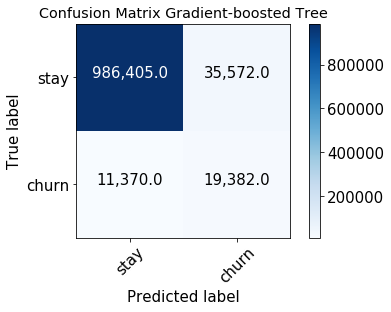 Confusion Matrix Gradient-boosted Tree
True label
stay
churn
986,405.0 35,572.0
11,370.0 19,382.0
stay churn
Predicted label
800000
600000
400000
200000